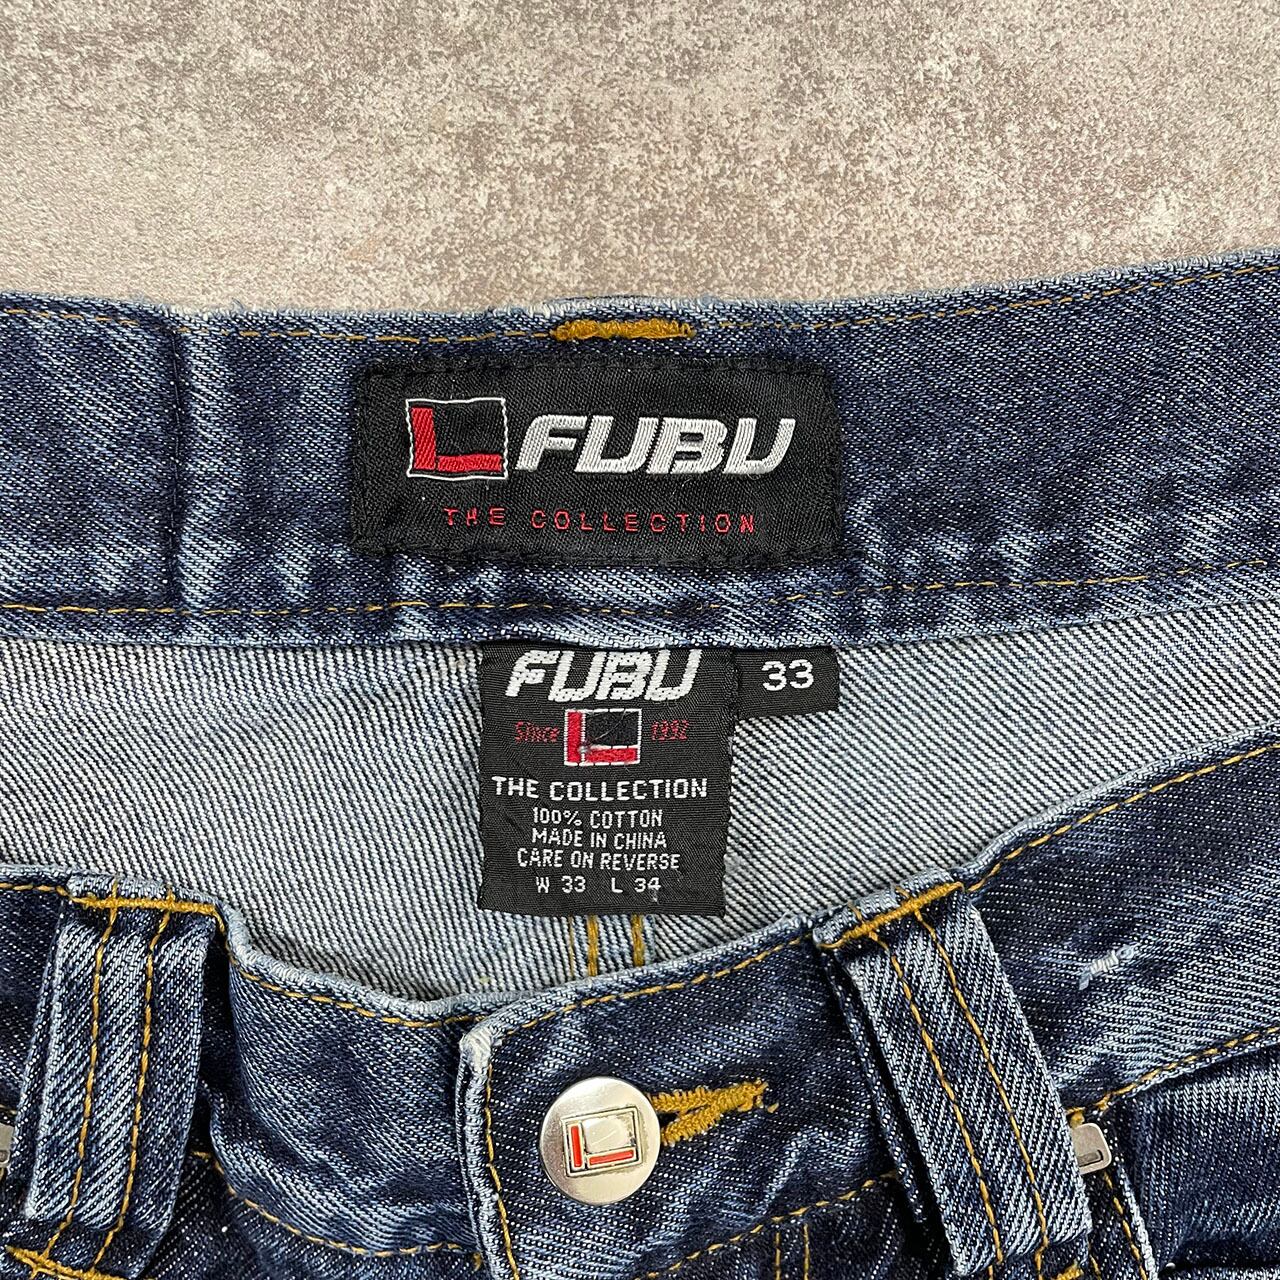 FUBU
THE COLLECTION
FUBU
33
Since 1992
THE COLLECTION
100% COTTON
MADE IN CHINA
CARE ON REVERSE
W 33 L 34